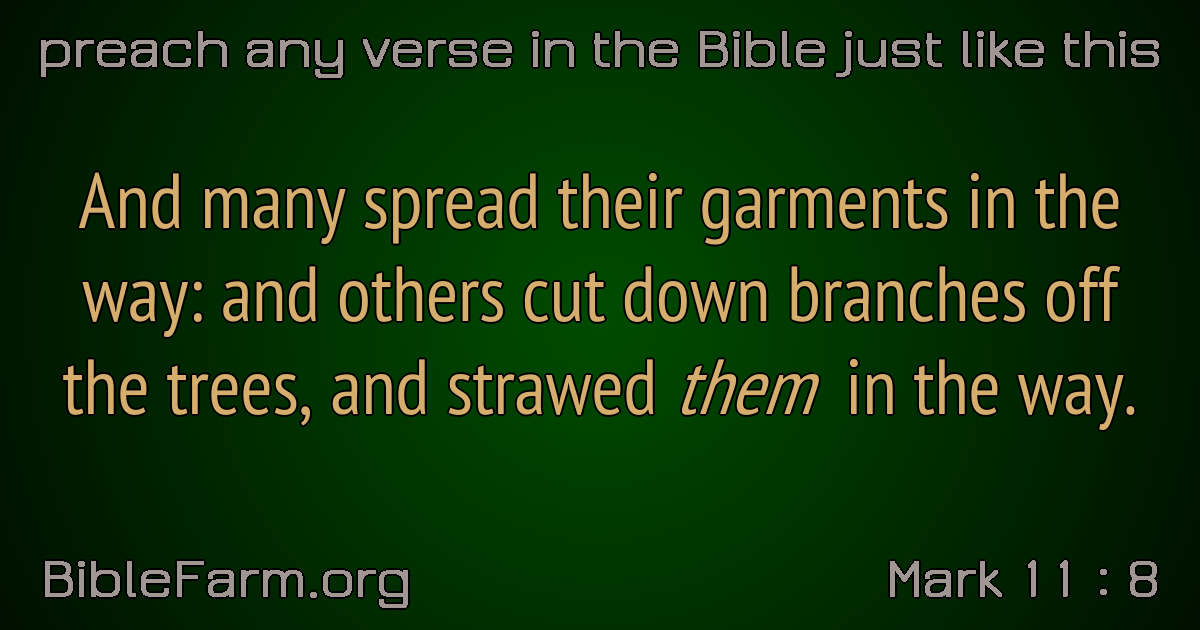 preach any verse in the Bible just like this
And many spread their garments in the
way: and others cut down branches off
the trees, and strawed them in the way.
BibleFarm.org
Mark 11 : 8